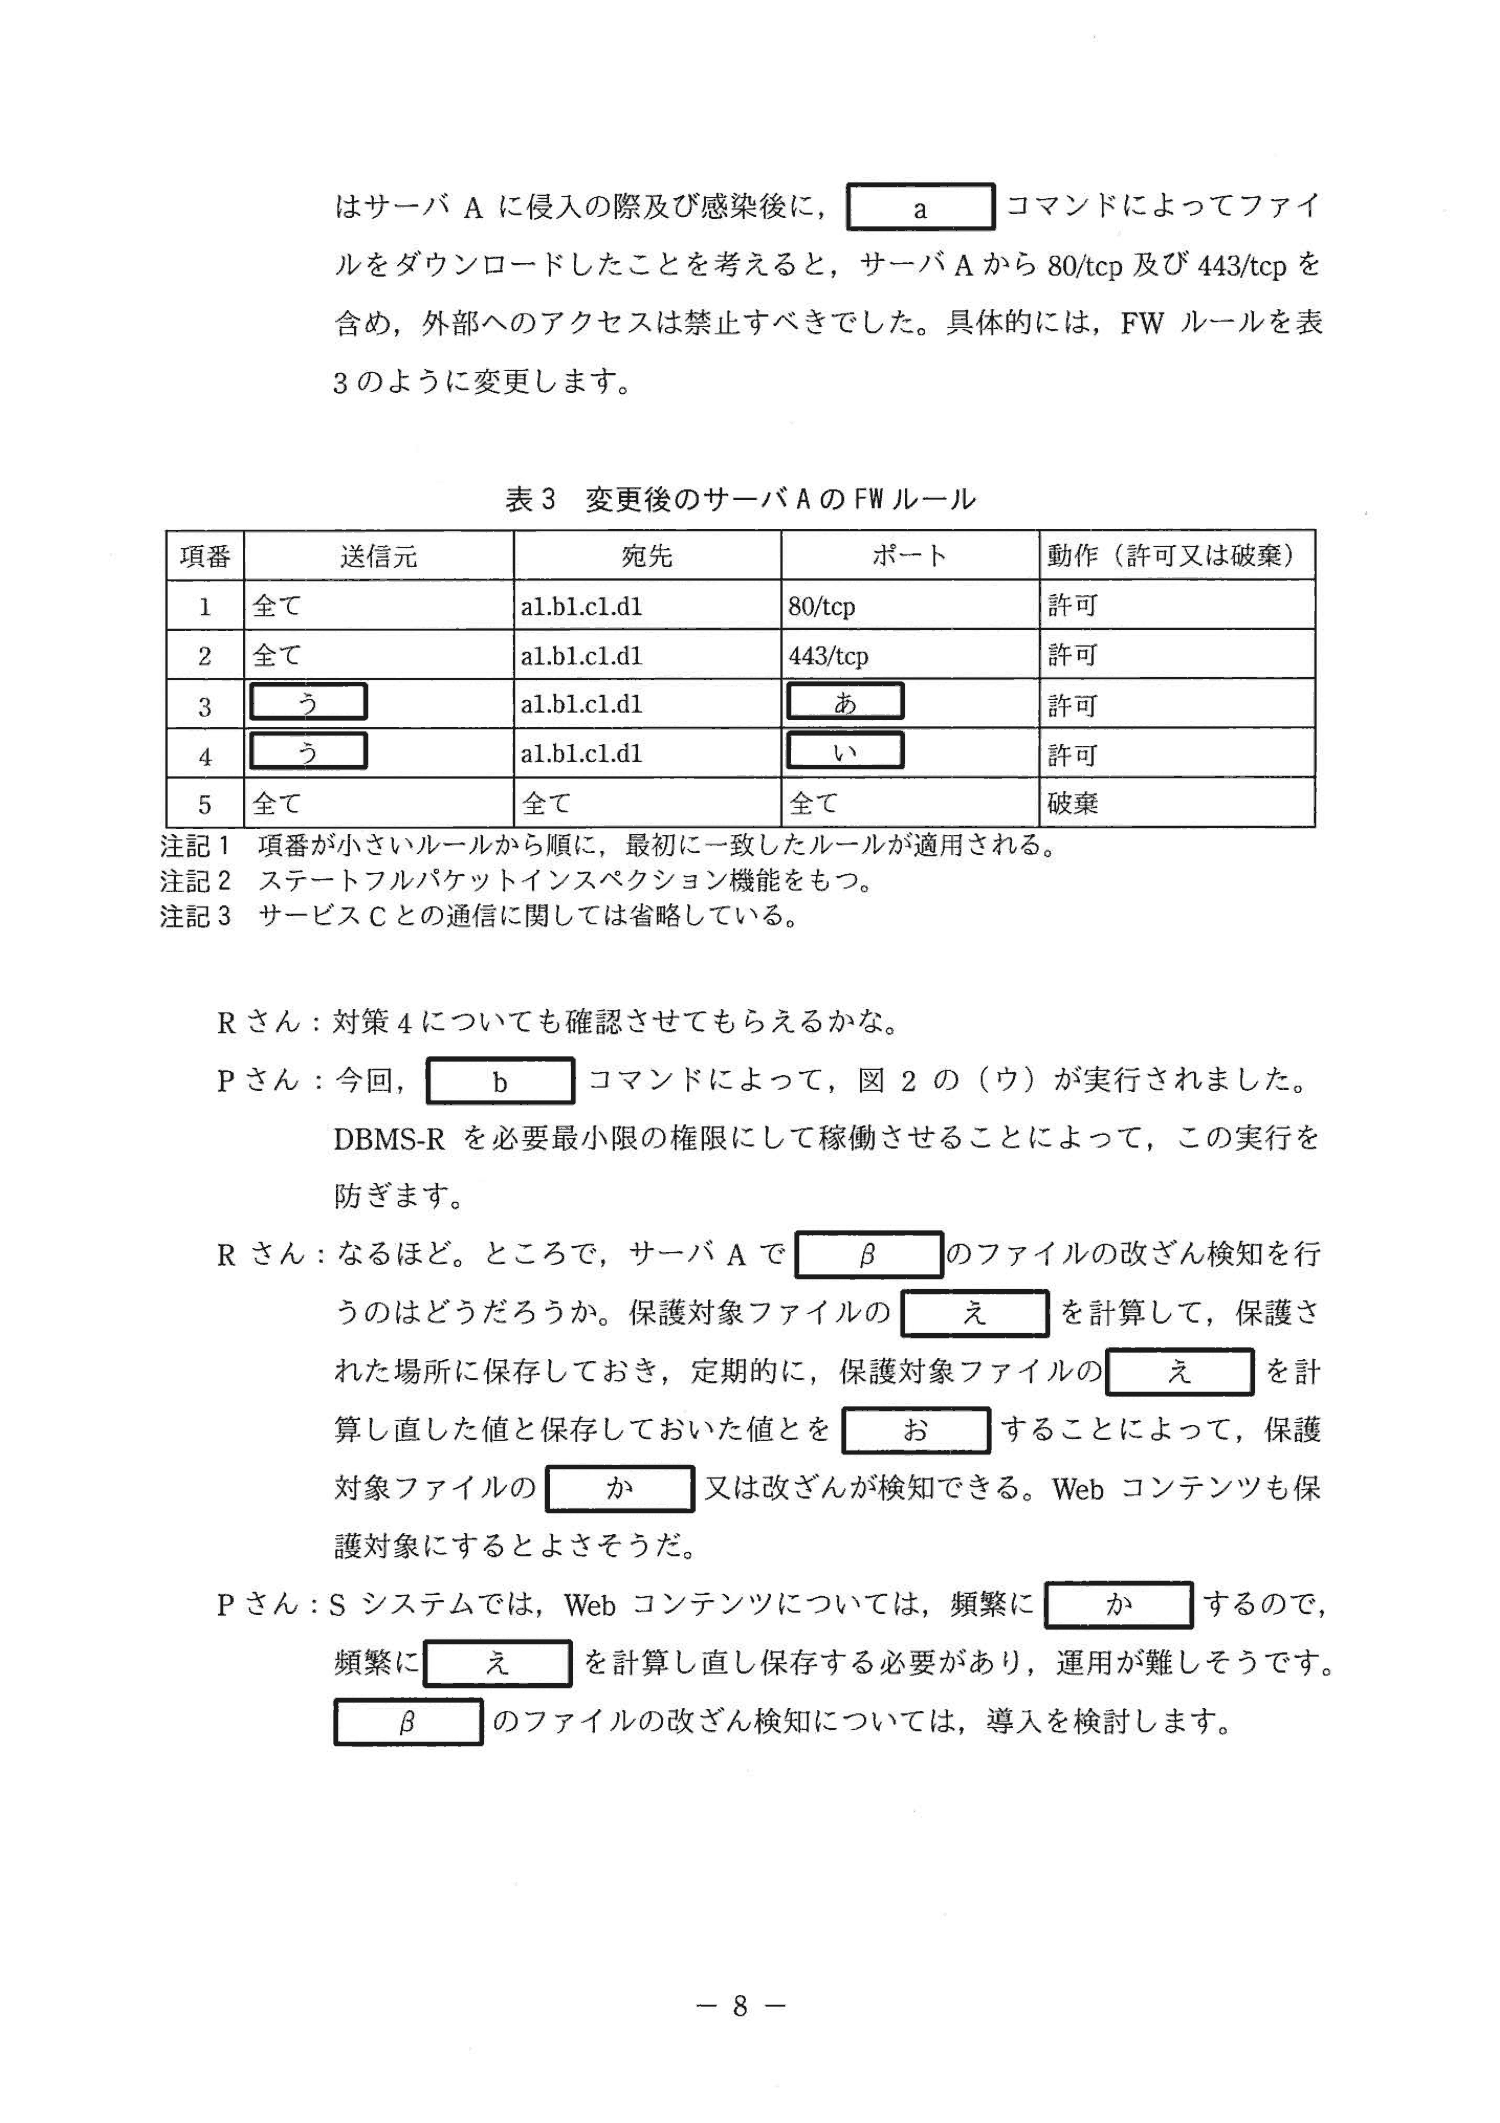 はサーバ A に侵入の際及び感染後に， a コマンドによってファイ
ルをダウンロードしたことを考えると，サーバ A から 80/tcp 及び 443/tcp を
含め，外部へのアクセスは禁止すべきでした。具体的には，FW ルールを表
3 のように変更します。
表 3 変更後のサーバ A の FW ルール
項番 送信元 宛先 ポート 動作（許可又は破棄）
1 全て a1.b1.c1.d1 80/tcp 許可
2 全て a1.b1.c1.d1 443/tcp 許可
3 う a1.b1.c1.d1 あ 許可
4 う a1.b1.c1.d1 い 許可
5 全て 全て 全て 破棄
注記 1 項番が小さいルールから順に，最初に一致したルールが適用される。
注記 2 ステートフルパケットインスペクション機能をもつ。
注記 3 サービス C との通信に関しては省略している。
R さん：対策 4 についても確認させてもらえるかな。
P さん：今回， b コマンドによって，図 2 の（ウ）が実行されました。
DBMS-R を必要最小限の権限にして稼働させることによって，この実行を
防ぎます。
R さん：なるほど。ところで，サーバ A で β のファイルの改ざん検知を行
うのはどうだろうか。保護対象ファイルの え を計算して，保護さ
れた場所に保存しておき，定期的に，保護対象ファイルの え を計
算し直した値と保存しておいた値とを お することによって，保護
対象ファイルの か 又は改ざんが検知できる。Web コンテンツも保
護対象にするとよさそうだ。
P さん：S システムでは，Web コンテンツについては，頻繁に か するので，
頻繁に え を計算し直し保存する必要があり，運用が難しそうです。
β のファイルの改ざん検知については，導入を検討します。
－ 8 －